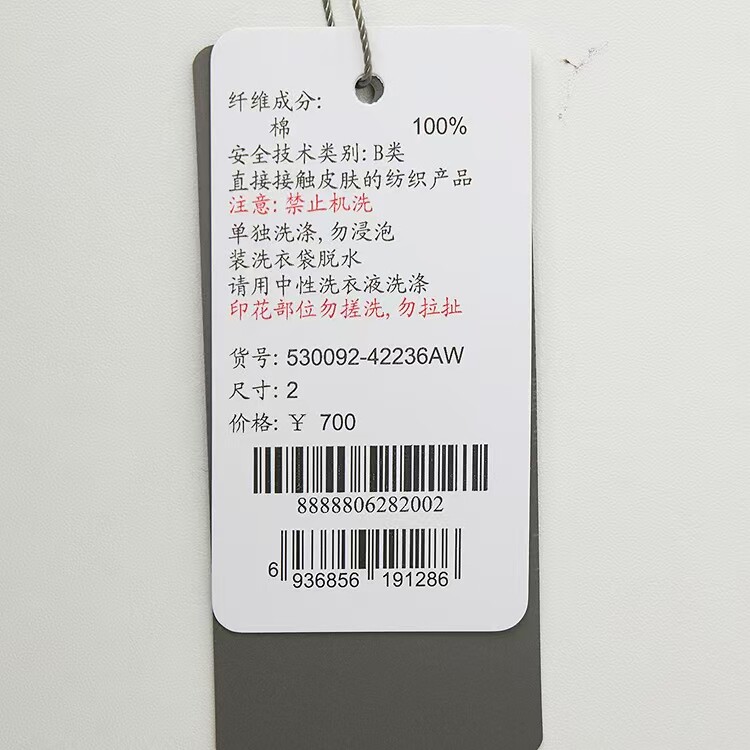 纤维成分:
棉 100%
安全技术类别: B类
直接接触皮肤的纺织产品
注意: 禁止机洗
单独洗涤, 勿浸泡
装洗衣袋脱水
请用中性洗衣液洗涤
印花部位勿搓洗, 勿拉扯
货号: 530092-42236AW
尺寸: 2
价格: ¥ 700
8888806282002
6 936856 191286